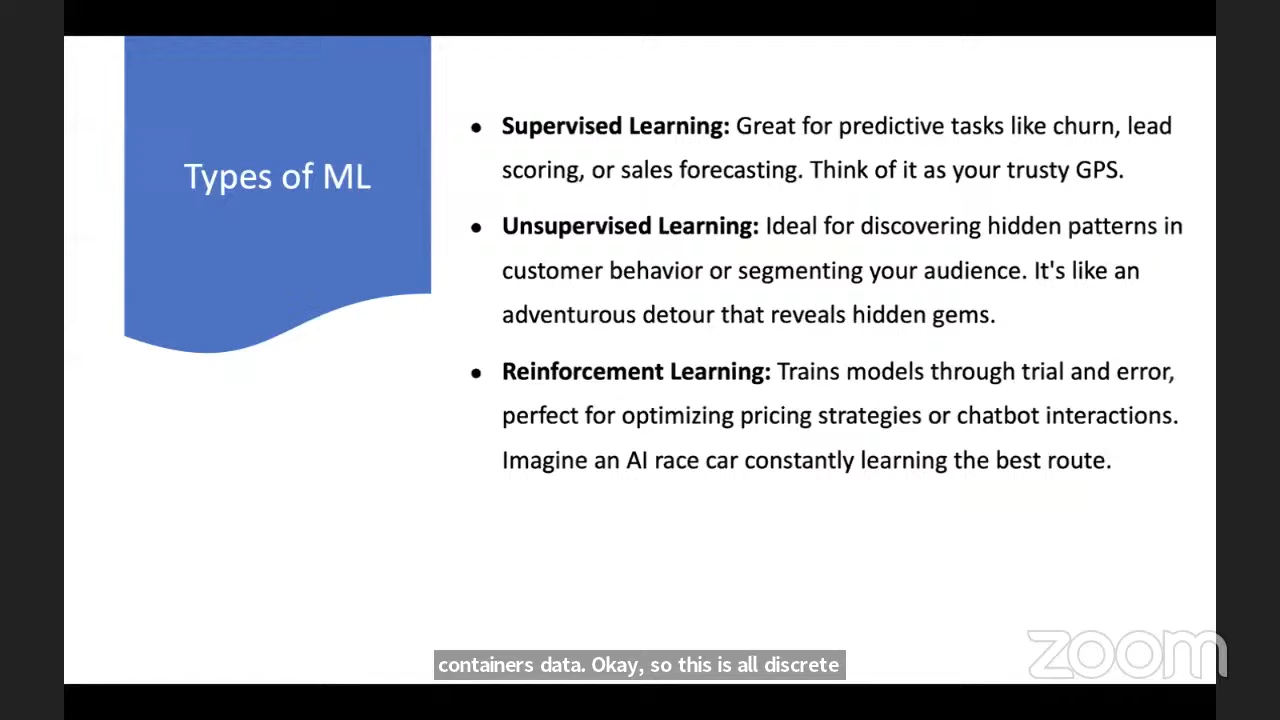 Types of ML
• Supervised Learning: Great for predictive tasks like churn, lead
scoring, or sales forecasting. Think of it as your trusty GPS.
• Unsupervised Learning: Ideal for discovering hidden patterns in
customer behavior or segmenting your audience. It's like an
adventurous detour that reveals hidden gems.
• Reinforcement Learning: Trains models through trial and error,
perfect for optimizing pricing strategies or chatbot interactions.
Imagine an AI race car constantly learning the best route.
containers data. Okay, so this is all discrete
zoom